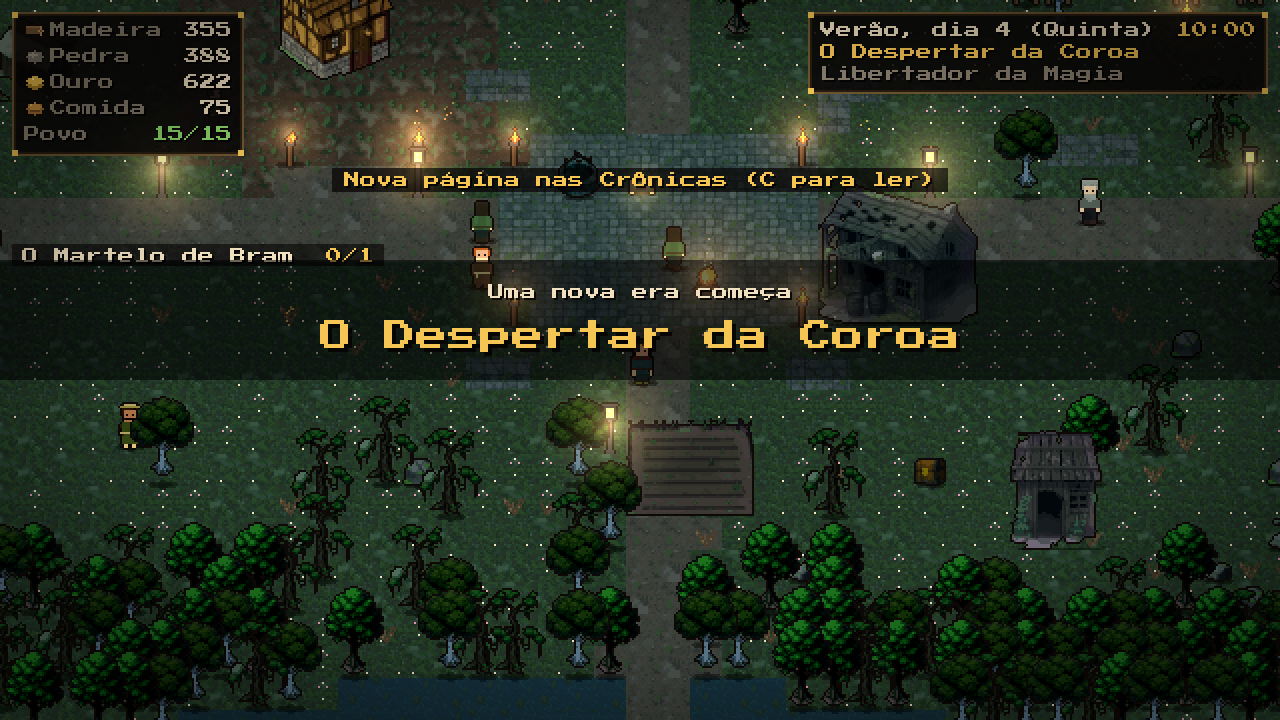 Madeira 355
Pedra 388
Ouro 622
Comida 75
Povo 15/15
Verão, dia 4 (Quinta) 10:00
O Despertar da Coroa
Libertador da Magia
Nova página nas Crônicas (C para ler)
O Martelo de Bram 0/1
Uma nova era começa
O Despertar da Coroa